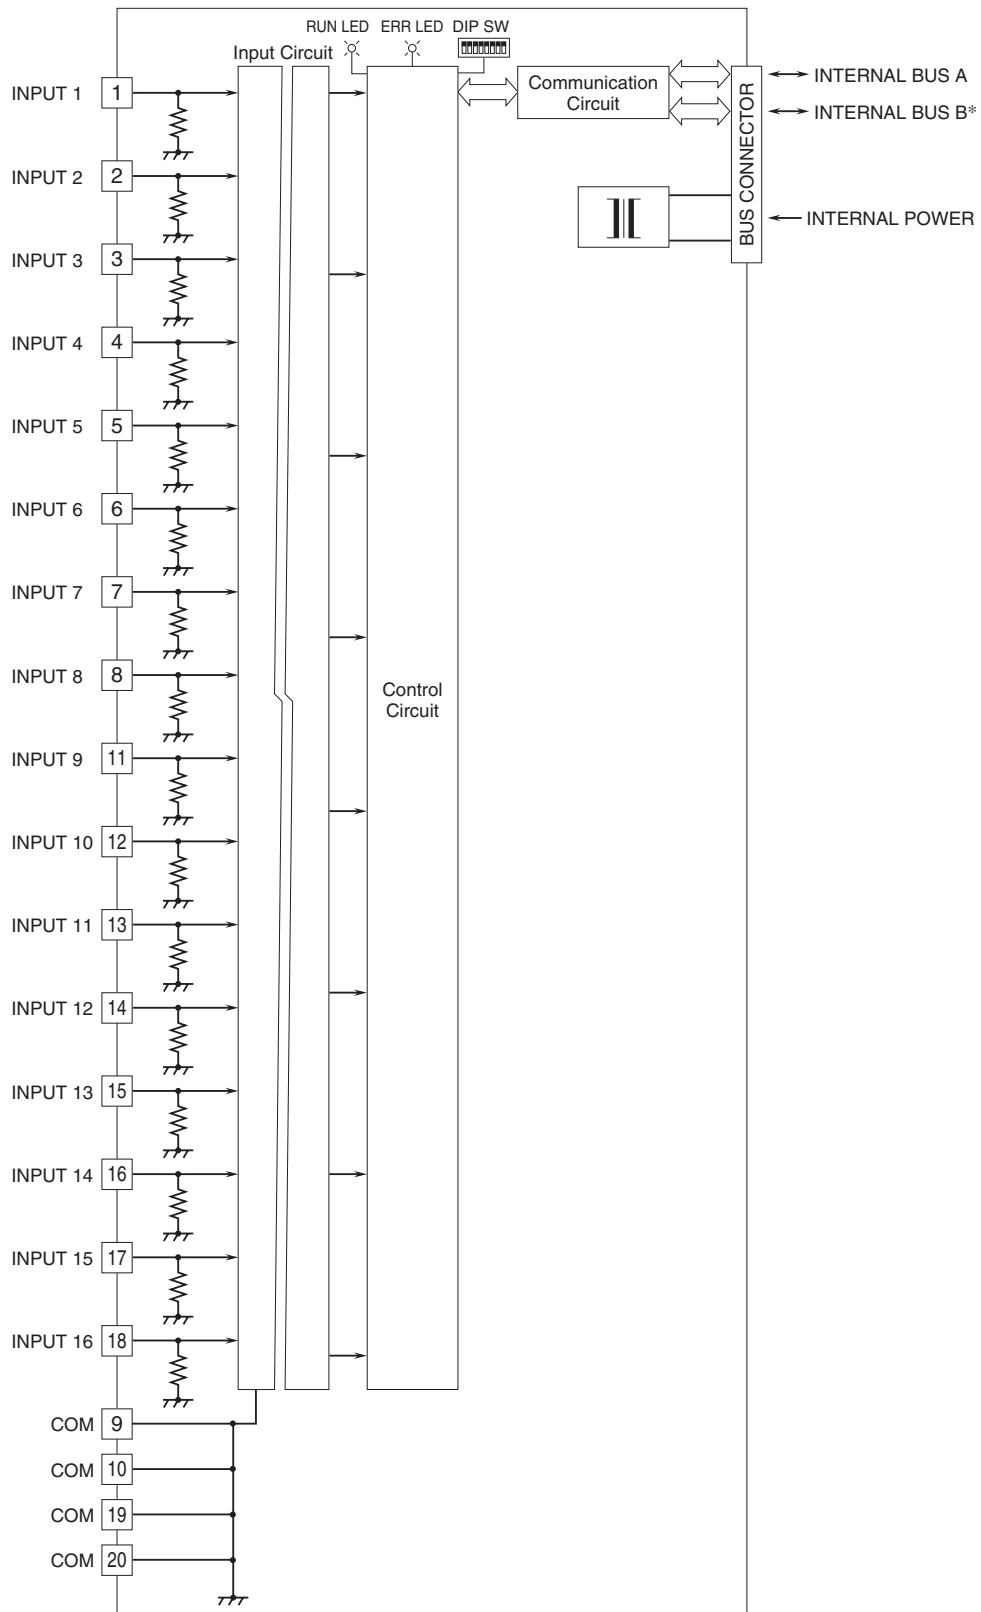 RUN LED ERR LED DIP SW
Input Circuit
INPUT 1 1
INPUT 2 2
INPUT 3 3
INPUT 4 4
INPUT 5 5
INPUT 6 6
INPUT 7 7
INPUT 8 8
INPUT 9 11
INPUT 10 12
INPUT 11 13
INPUT 12 14
INPUT 13 15
INPUT 14 16
INPUT 15 17
INPUT 16 18
COM 9
COM 10
COM 19
COM 20
Control
Circuit
Communication
Circuit
BUS CONNECTOR
INTERNAL BUS A
INTERNAL BUS B*
INTERNAL POWER